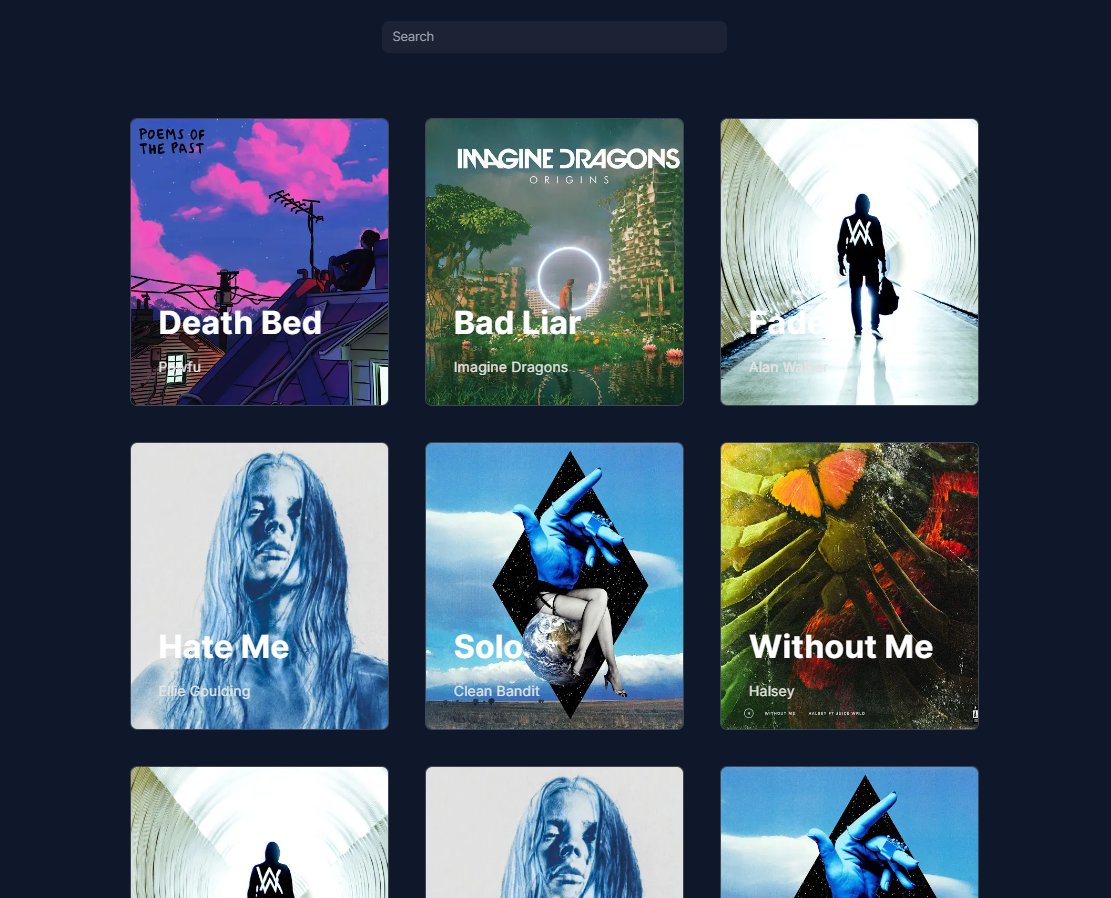 Search
POEMS OF
THE PAST
IMAGINE DRAGONS
ORIGINS
Death Bed
Powfu
Bad Liar
Imagine Dragons
Fade
Alan Walker
Hate Me
Ellie Goulding
Solo
Clean Bandit
Without Me
Halsey
WITHOUT ME HALSEY FT JUICE WRLD